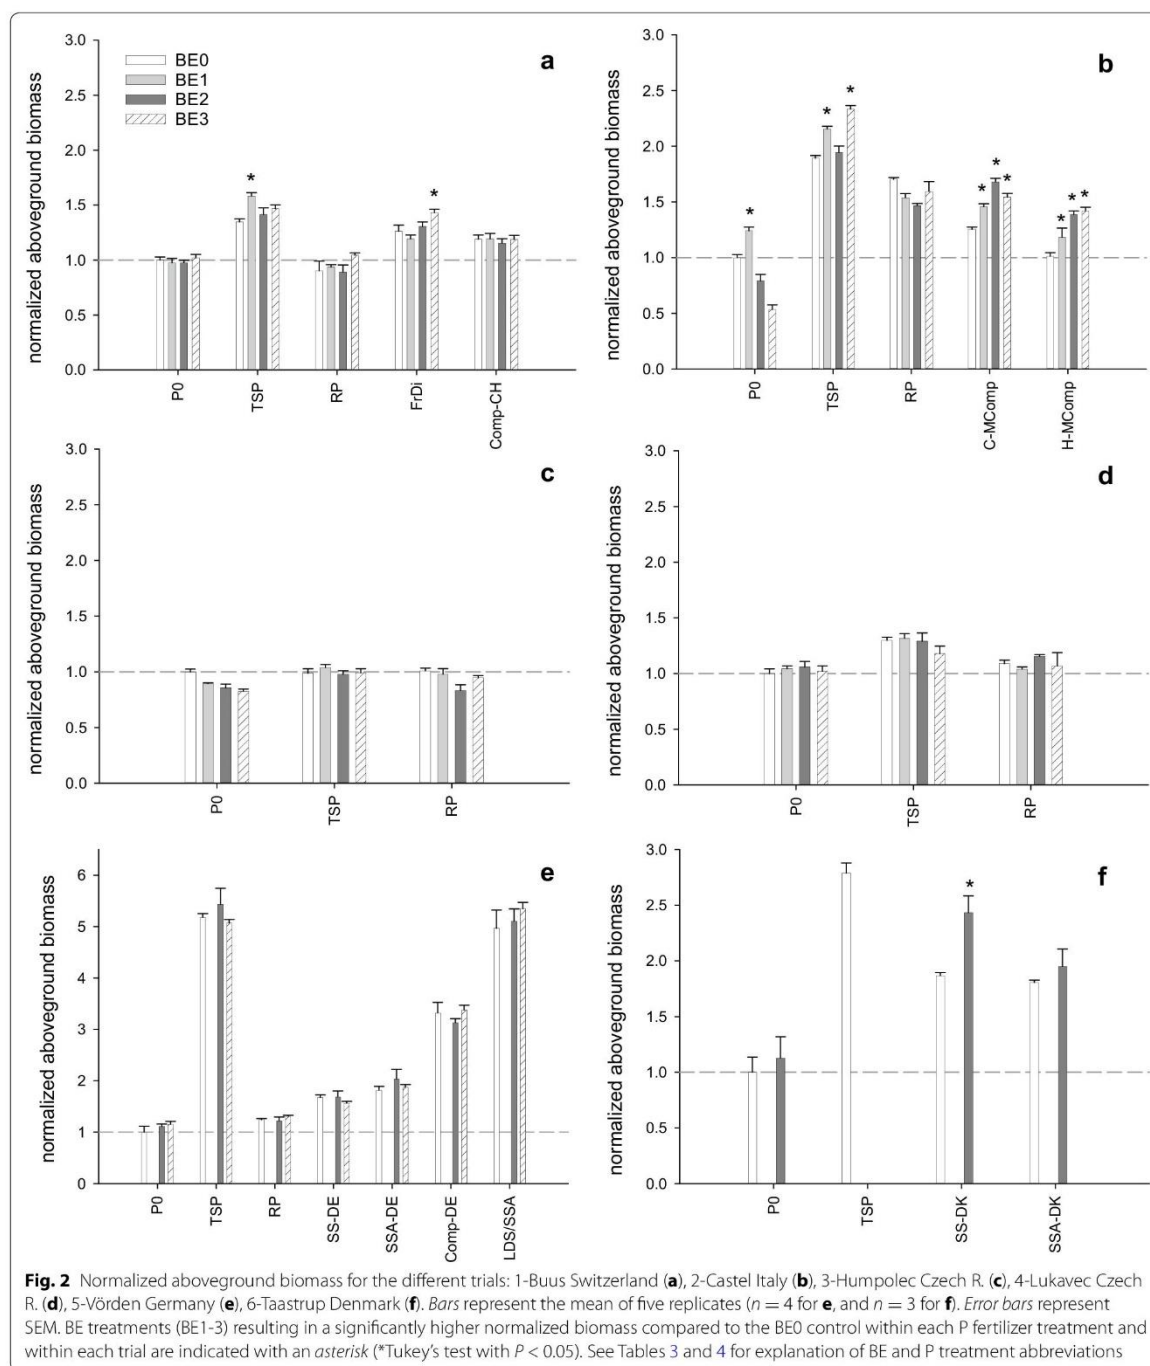 a
normalized aboveground biomass
3.0
2.5
2.0
1.5
1.0
0.5
0.0
BE0
BE1
BE2
BE3
*
*
P0
TSP
RP
FrDi
Comp-CH
b
normalized aboveground biomass
3.0
2.5
2.0
1.5
1.0
0.5
0.0
*
*
*
*
*
*
*
*
*
P0
TSP
RP
C-MComp
H-MComp
c
normalized aboveground biomass
3.0
2.5
2.0
1.5
1.0
0.5
0.0
P0
TSP
RP
d
normalized aboveground biomass
3.0
2.5
2.0
1.5
1.0
0.5
0.0
P0
TSP
RP
e
normalized aboveground biomass
6
5
4
3
2
1
0
P0
TSP
RP
SS-DE
SSA-DE
Comp-DE
LDS/SSA
f
normalized aboveground biomass
3.0
2.5
2.0
1.5
1.0
0.5
0.0
*
P0
TSP
SS-DK
SSA-DK
Fig. 2 Normalized aboveground biomass for the different trials: 1-Buus Switzerland (a), 2-Castel Italy (b), 3-Humpolec Czech R. (c), 4-Lukavec Czech
R. (d), 5-Vörden Germany (e), 6-Taastrup Denmark (f). Bars represent the mean of five replicates (n = 4 for e, and n = 3 for f). Error bars represent
SEM. BE treatments (BE1-3) resulting in a significantly higher normalized biomass compared to the BE0 control within each P fertilizer treatment and
within each trial are indicated with an asterisk (*Tukey's test with P < 0.05). See Tables 3 and 4 for explanation of BE and P treatment abbreviations